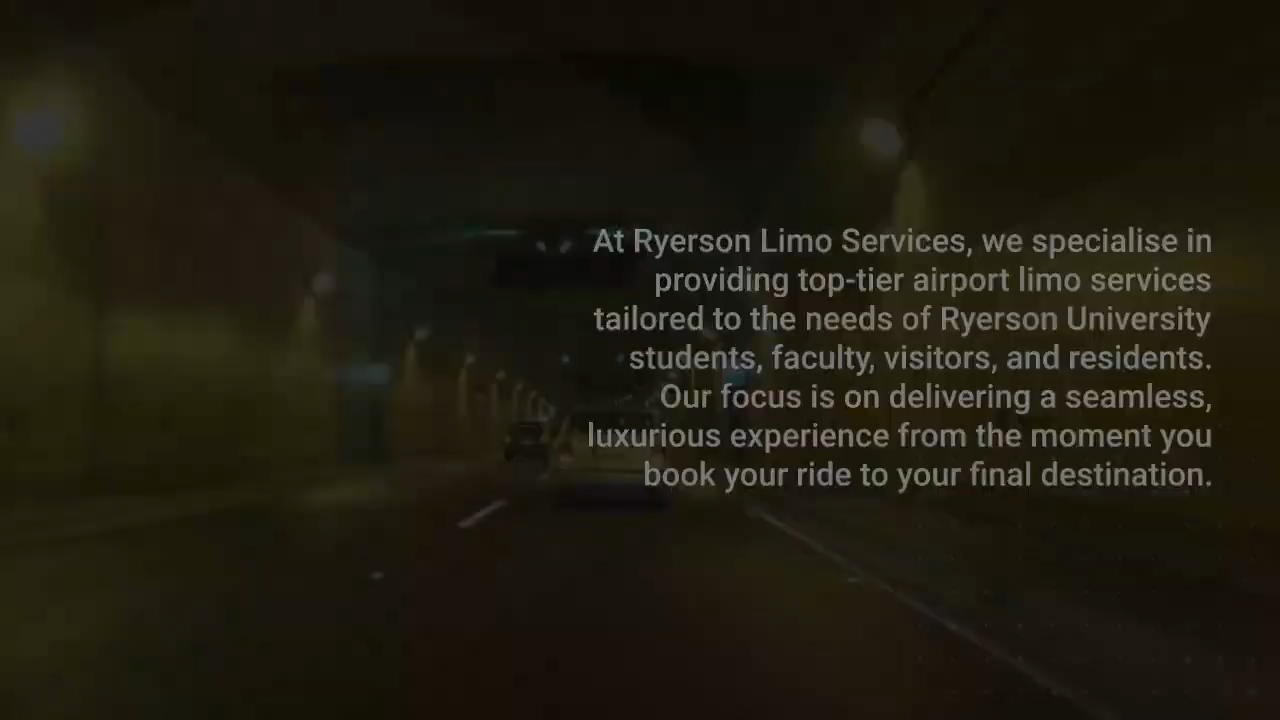 At Ryerson Limo Services, we specialise in
providing top-tier airport limo services
tailored to the needs of Ryerson University
students, faculty, visitors, and residents.
Our focus is on delivering a seamless,
luxurious experience from the moment you
book your ride to your final destination.